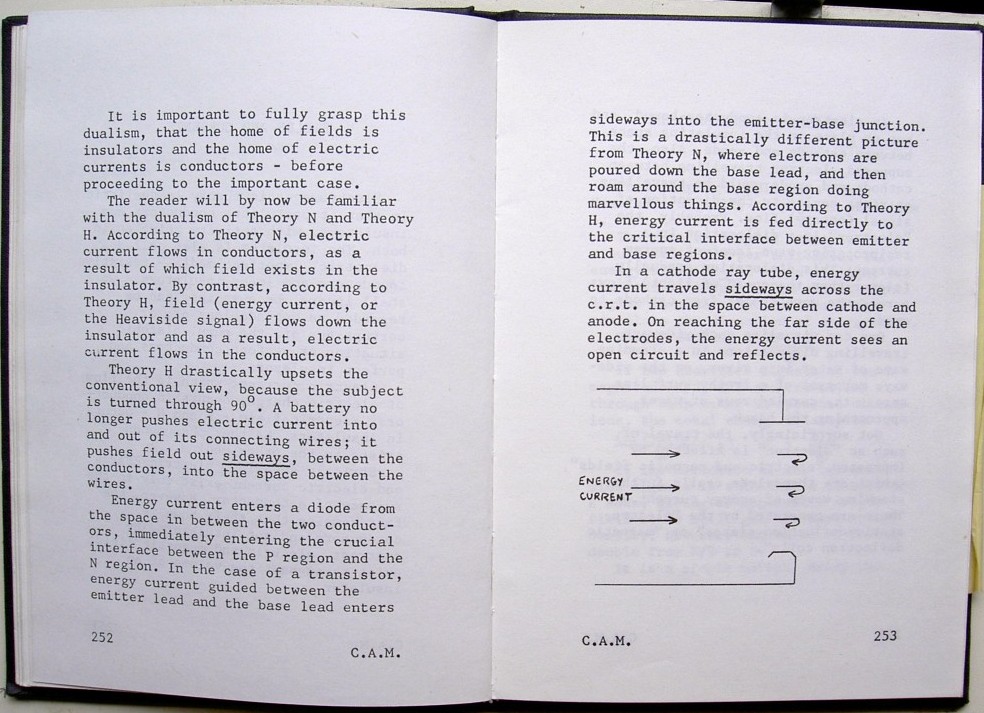 It is important to fully grasp this
dualism, that the home of fields is
insulators and the home of electric
currents is conductors - before
proceeding to the important case.
The reader will by now be familiar
with the dualism of Theory N and Theory
H. According to Theory N, electric
current flows in conductors, as a
result of which field exists in the
insulator. By contrast, according to
Theory H, field (energy current, or
the Heaviside signal) flows down the
insulator and as a result, electric
current flows in the conductors.
Theory H drastically upsets the
conventional view, because the subject
is turned through 90°. A battery no
longer pushes electric current into
and out of its connecting wires; it
pushes field out sideways, between the
conductors, into the space between the
wires.
Energy current enters a diode from
the space in between the two conduct-
ors, immediately entering the crucial
interface between the P region and the
N region. In the case of a transistor,
energy current guided between the
emitter lead and the base lead enters
252
C.A.M.
sideways into the emitter-base junction.
This is a drastically different picture
from Theory N, where electrons are
poured down the base lead, and then
roam around the base region doing
marvellous things. According to Theory
H, energy current is fed directly to
the critical interface between emitter
and base regions.
In a cathode ray tube, energy
current travels sideways across the
c.r.t. in the space between cathode and
anode. On reaching the far side of the
electrodes, the energy current sees an
open circuit and reflects.
ENERGY
CURRENT
C.A.M.
253